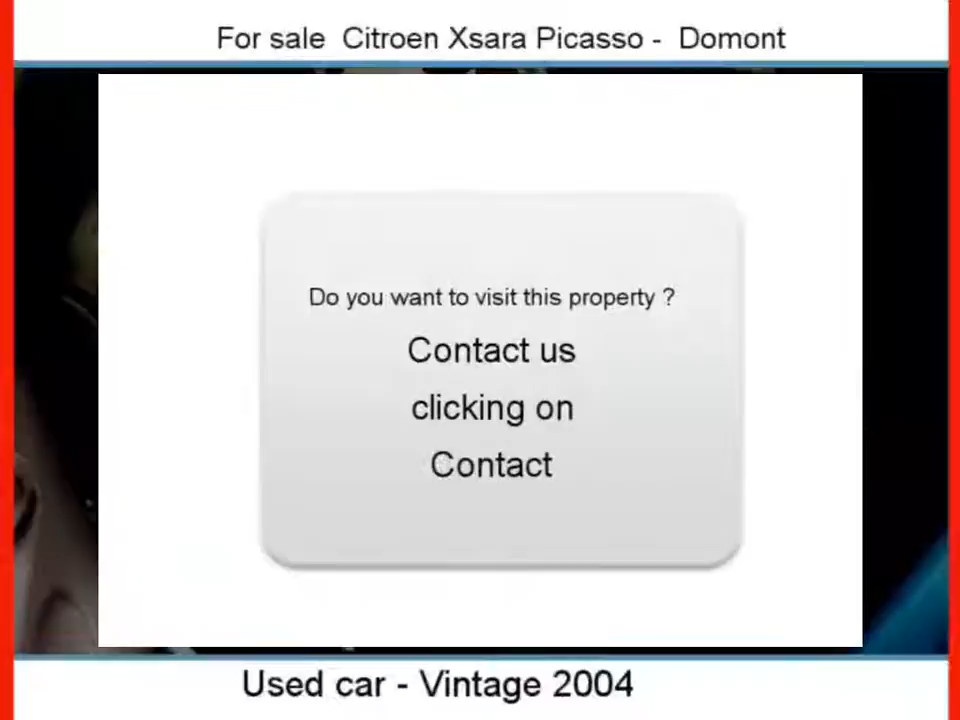 For sale  Citroen Xsara Picasso -  Domont
Do you want to visit this property ?
Contact us
clicking on
Contact
Used car - Vintage 2004